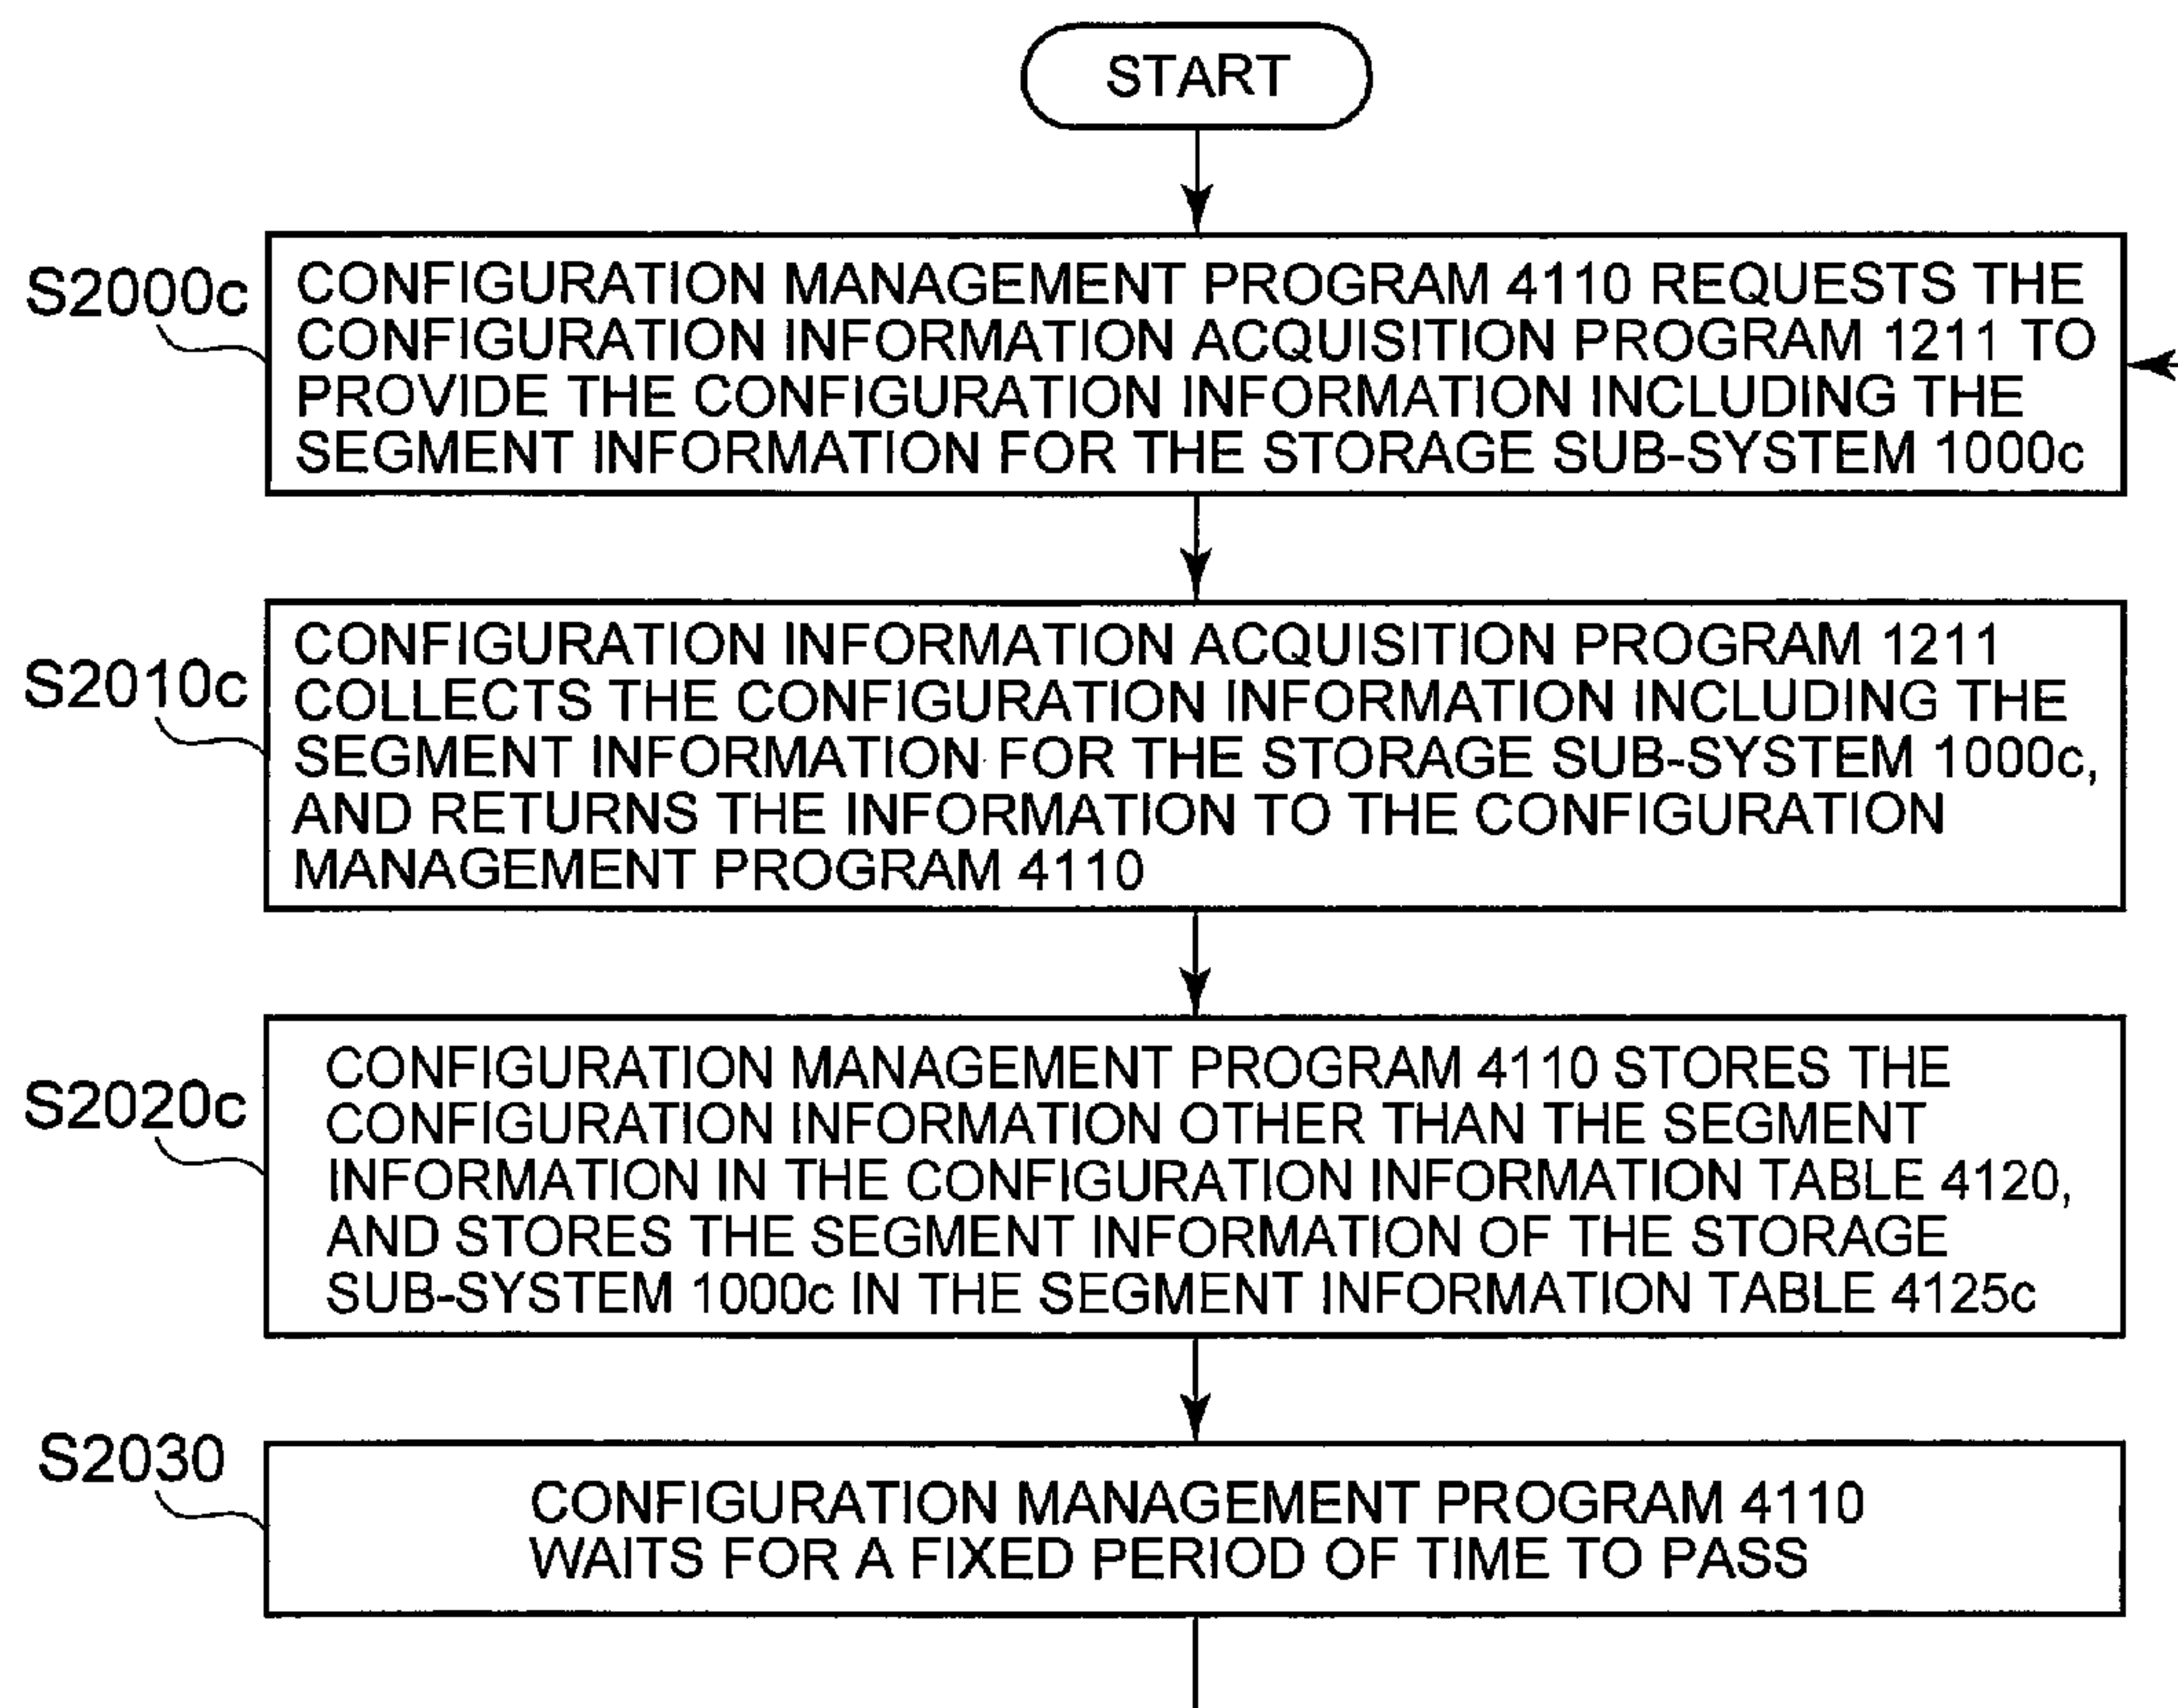 START
S2000c
CONFIGURATION MANAGEMENT PROGRAM 4110 REQUESTS THE
CONFIGURATION INFORMATION ACQUISITION PROGRAM 1211 TO
PROVIDE THE CONFIGURATION INFORMATION INCLUDING THE
SEGMENT INFORMATION FOR THE STORAGE SUB-SYSTEM 1000c
S2010c
CONFIGURATION INFORMATION ACQUISITION PROGRAM 1211
COLLECTS THE CONFIGURATION INFORMATION INCLUDING THE
SEGMENT INFORMATION FOR THE STORAGE SUB-SYSTEM 1000c,
AND RETURNS THE INFORMATION TO THE CONFIGURATION
MANAGEMENT PROGRAM 4110
S2020c
CONFIGURATION MANAGEMENT PROGRAM 4110 STORES THE
CONFIGURATION INFORMATION OTHER THAN THE SEGMENT
INFORMATION IN THE CONFIGURATION INFORMATION TABLE 4120,
AND STORES THE SEGMENT INFORMATION OF THE STORAGE
SUB-SYSTEM 1000c IN THE SEGMENT INFORMATION TABLE 4125c
S2030
CONFIGURATION MANAGEMENT PROGRAM 4110
WAITS FOR A FIXED PERIOD OF TIME TO PASS